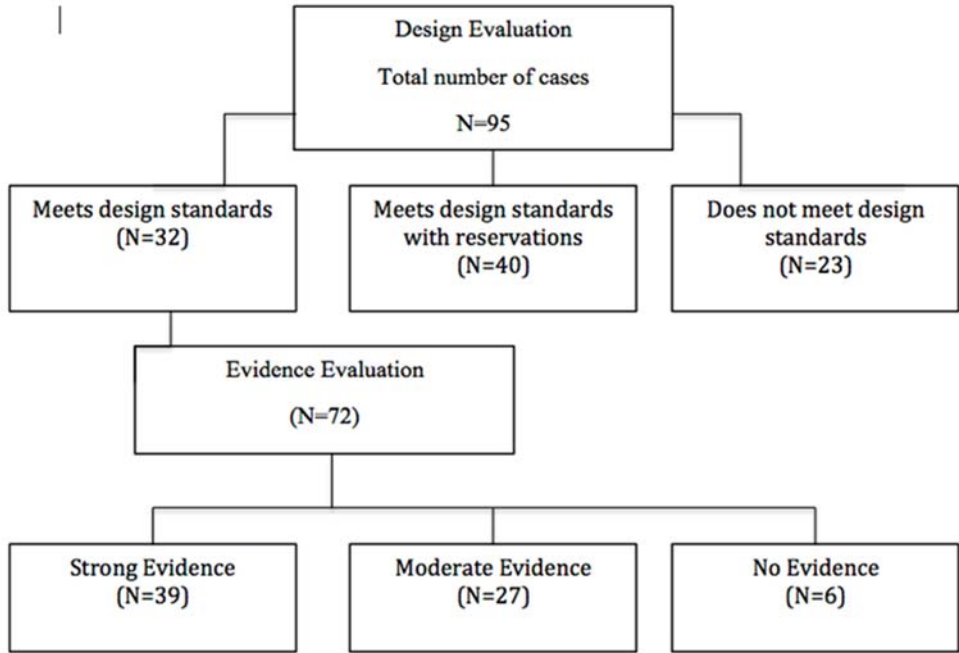 Design Evaluation
Total number of cases
N=95
Meets design standards
(N=32)
Meets design standards
with reservations
(N=40)
Does not meet design
standards
(N=23)
Evidence Evaluation
(N=72)
Strong Evidence
(N=39)
Moderate Evidence
(N=27)
No Evidence
(N=6)